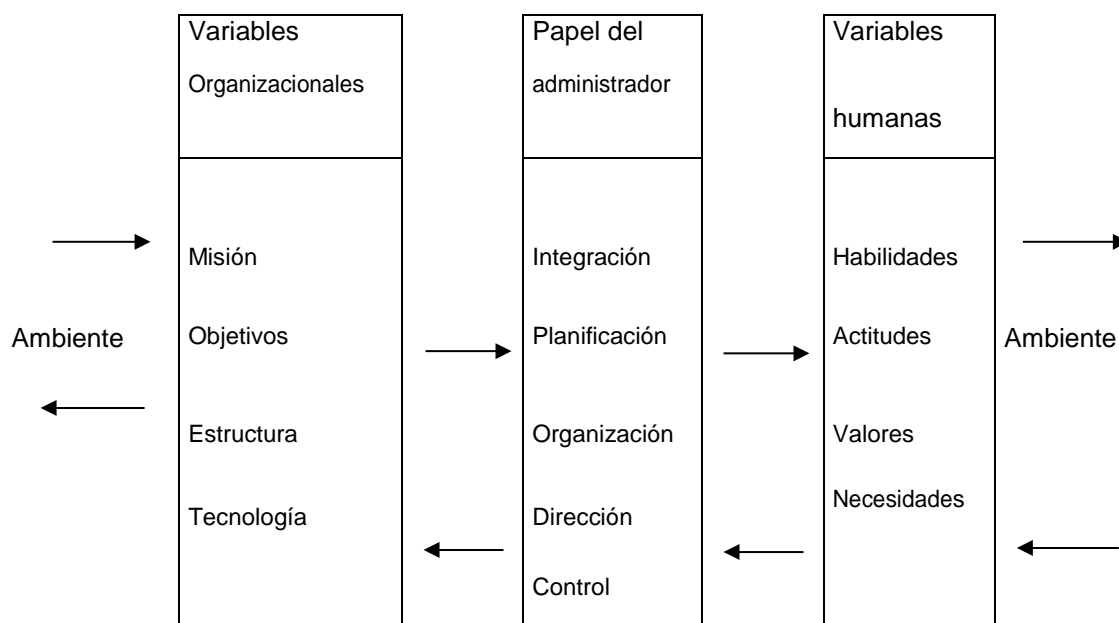 Variables
Organizacionales
Papel del
administrador
Variables
humanas
Ambiente
Misión
Objetivos
Estructura
Tecnología
Integración
Planificación
Organización
Dirección
Control
Habilidades
Actitudes
Valores
Necesidades
Ambiente